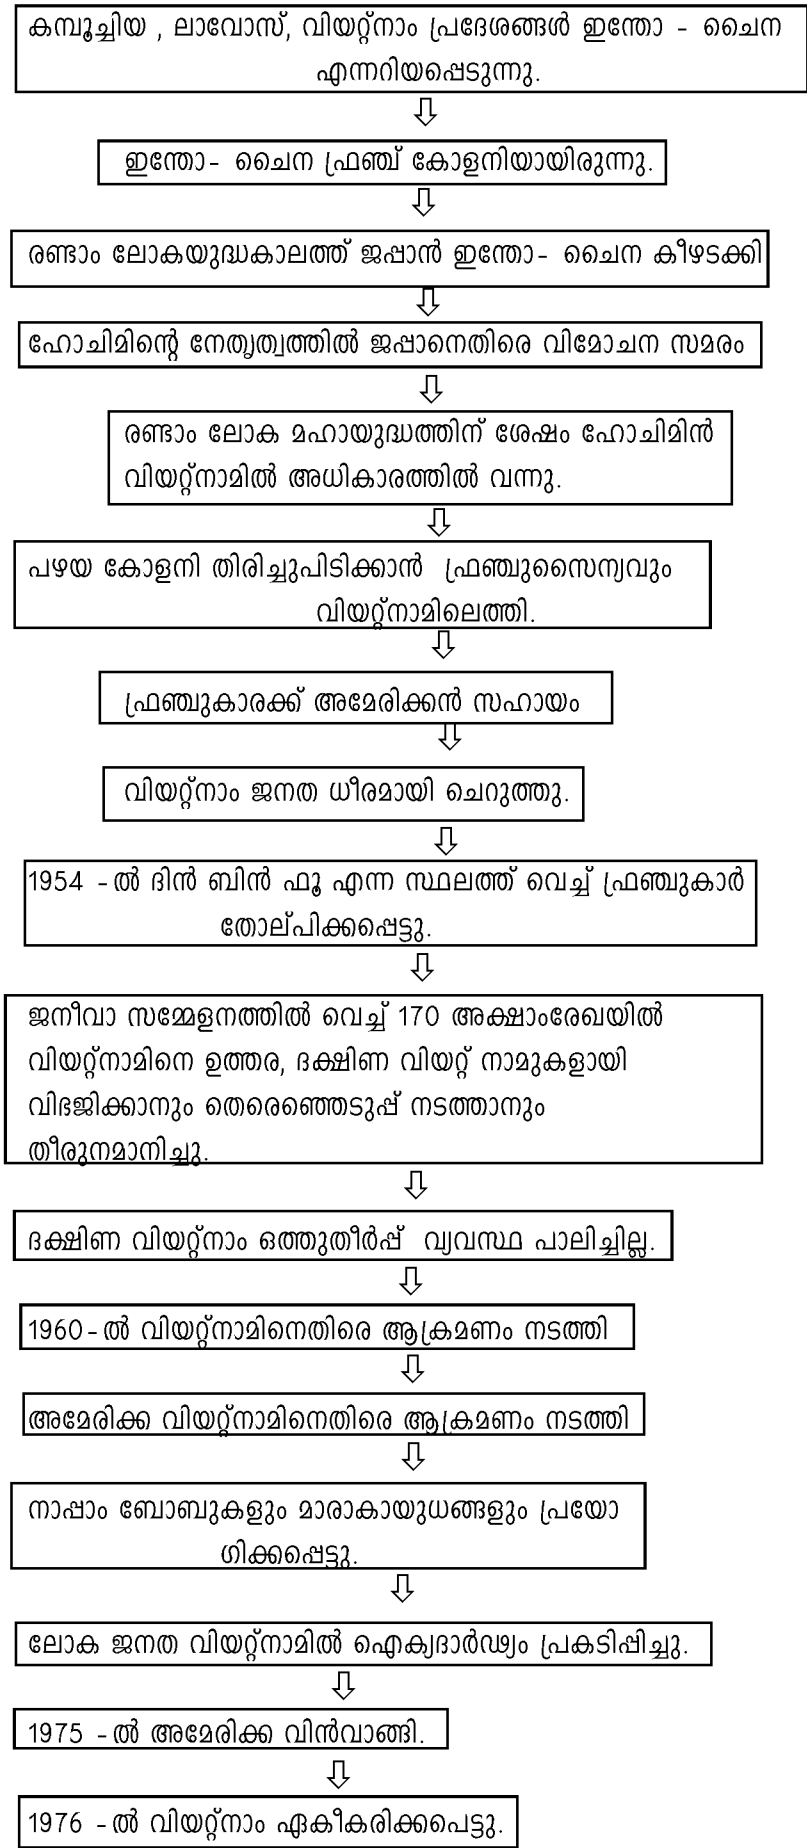 കമ്പൂച്ചിയ , ലാവോസ്, വിയറ്റ്നാം പ്രദേശങ്ങൾ ഇന്തോ - ചൈന
എന്നറിയപ്പെടുന്നു.
ഇന്തോ- ചൈന ഫ്രഞ്ച് കോളനിയായിരുന്നു.
രണ്ടാം ലോകയുദ്ധകാലത്ത് ജപ്പാൻ ഇന്തോ- ചൈന കീഴടക്കി
ഹോചിമിന്റെ നേതൃത്വത്തിൽ ജപ്പാനെതിരെ വിമോചന സമരം
രണ്ടാം ലോക മഹായുദ്ധത്തിന് ശേഷം ഹോചിമിൻ
വിയറ്റ്നാമിൽ അധികാരത്തിൽ വന്നു.
പഴയ കോളനി തിരിച്ചുപിടിക്കാൻ ഫ്രഞ്ചുസൈന്യവും
വിയറ്റ്നാമിലെത്തി.
ഫ്രഞ്ചുകാരക്ക് അമേരിക്കൻ സഹായം
വിയറ്റ്നാം ജനത ധീരമായി ചെറുത്തു.
1954 -ൽ ദിൻ ബിൻ ഫൂ എന്ന സ്ഥലത്ത് വെച്ച് ഫ്രഞ്ചുകാർ
തോല്പിക്കപ്പെട്ടു.
ജനീവാ സമ്മേളനത്തിൽ വെച്ച് 170 അക്ഷാംരേഖയിൽ
വിയറ്റ്നാമിനെ ഉത്തര, ദക്ഷിണ വിയറ്റ് നാമുകളായി
വിഭജിക്കാനും തെരെഞ്ഞെടുപ്പ് നടത്താനും
തീരുനമാനിച്ചു.
ദക്ഷിണ വിയറ്റ്നാം ഒത്തുതീർപ്പ് വ്യവസ്ഥ പാലിച്ചില്ല.
1960-ൽ വിയറ്റ്നാമിനെതിരെ ആക്രമണം നടത്തി
അമേരിക്ക വിയറ്റ്നാമിനെതിരെ ആക്രമണം നടത്തി
നാപ്പാം ബോബുകളും മാരാകായുധങ്ങളും പ്രയോ
ഗിക്കപ്പെട്ടു.
ലോക ജനത വിയറ്റ്നാമിൽ ഐക്യദാർഢ്യം പ്രകടിപ്പിച്ചു.
1975 -ൽ അമേരിക്ക വിൻവാങ്ങി.
1976 -ൽ വിയറ്റ്നാം ഏകീകരിക്കപെട്ടു.